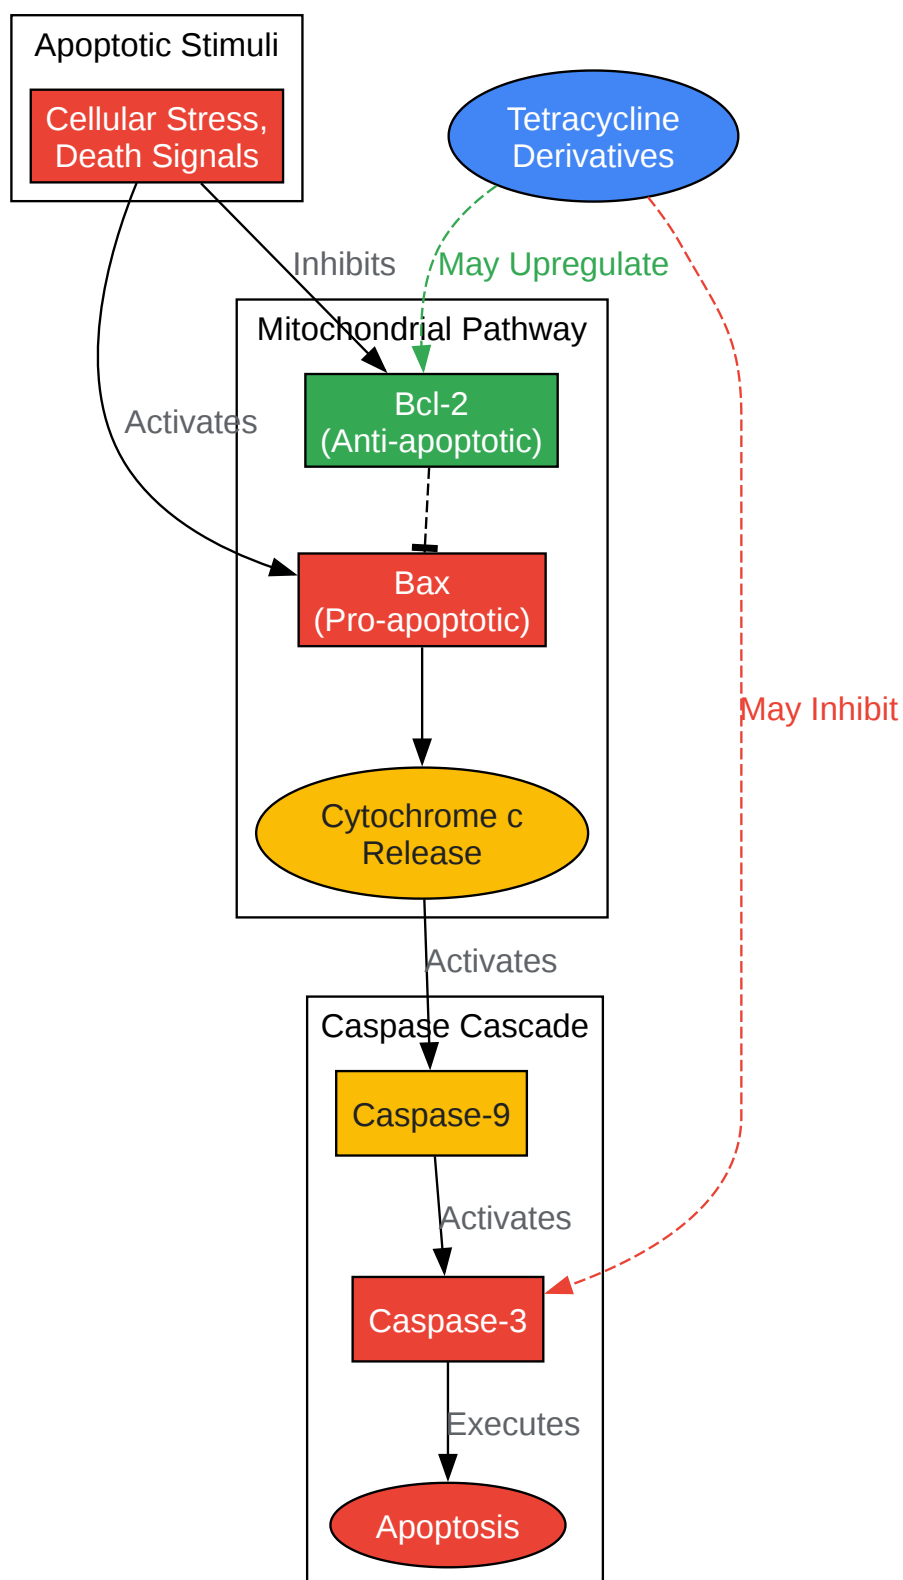 Apoptotic Stimuli
Cellular Stress,
Death Signals
Tetracycline
Derivatives
Inhibits
May Upregulate
Mitochondrial Pathway
Bcl-2
(Anti-apoptotic)
Activates
Bax
(Pro-apoptotic)
May Inhibit
Cytochrome c
Release
Activates
Caspase Cascade
Caspase-9
Activates
Caspase-3
Executes
Apoptosis